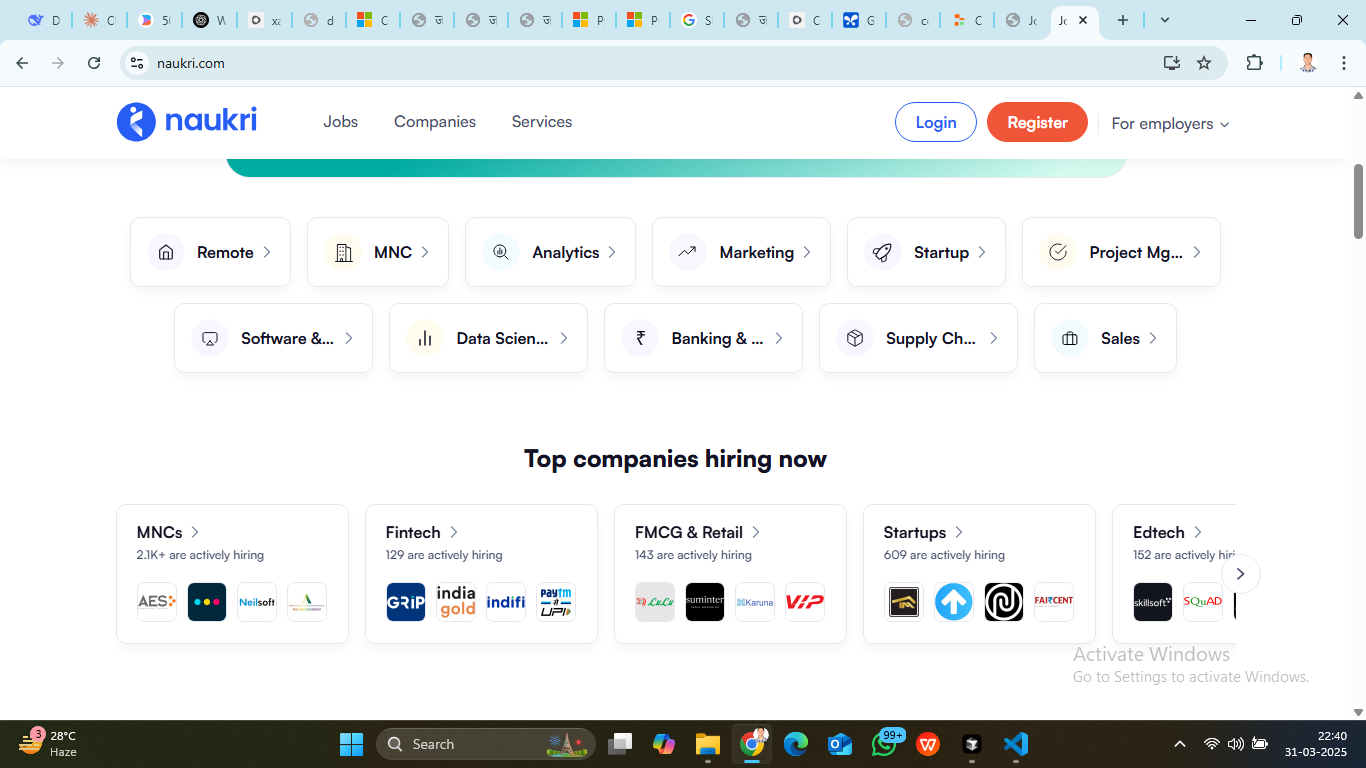 D
C
5(
W
xa
d
C
उ
उ
उ
P
P
S
उ
C
G
co
C
Jo
Jo
naukri.com
naukri
Jobs
Companies
Services
Login
Register
For employers
Remote
MNC
Analytics
Marketing
Startup
Project Mg...
Software &...
Data Scien...
Banking & ...
Supply Ch...
Sales
Top companies hiring now
MNCs
Fintech
FMCG & Retail
Startups
Edtech
2.1K+ are actively hiring
129 are actively hiring
143 are actively hiring
609 are actively hiring
152 are actively hiri
AES
Neilsoft
GRIP
india gold
indifi
paytm UPI
LuLu
suminter
Karuna
VIP
FAIRCENT
skillsoft
SQuAD
Activate Windows
Go to Settings to activate Windows.
3
28°C
Haze
Search
99+
22:40
31-03-2025